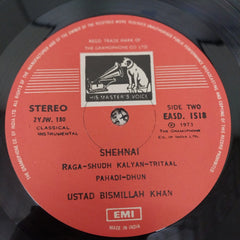 REGD. TRADE MARK OF
THE GRAMOPHONE CO. LTD.
HIS MASTER'S VOICE
STEREO
2YJW. 180
CLASSICAL
INSTRUMENTAL
SIDE TWO
EASD. 1518
℗ 1975
THE GRAMOPHONE
CO. OF INDIA LTD.
SHEHNAI
RAGA-SHUDH KALYAN-TRITAAL
PAHADI-DHUN
USTAD BISMILLAH KHAN
EMI
MADE IN INDIA